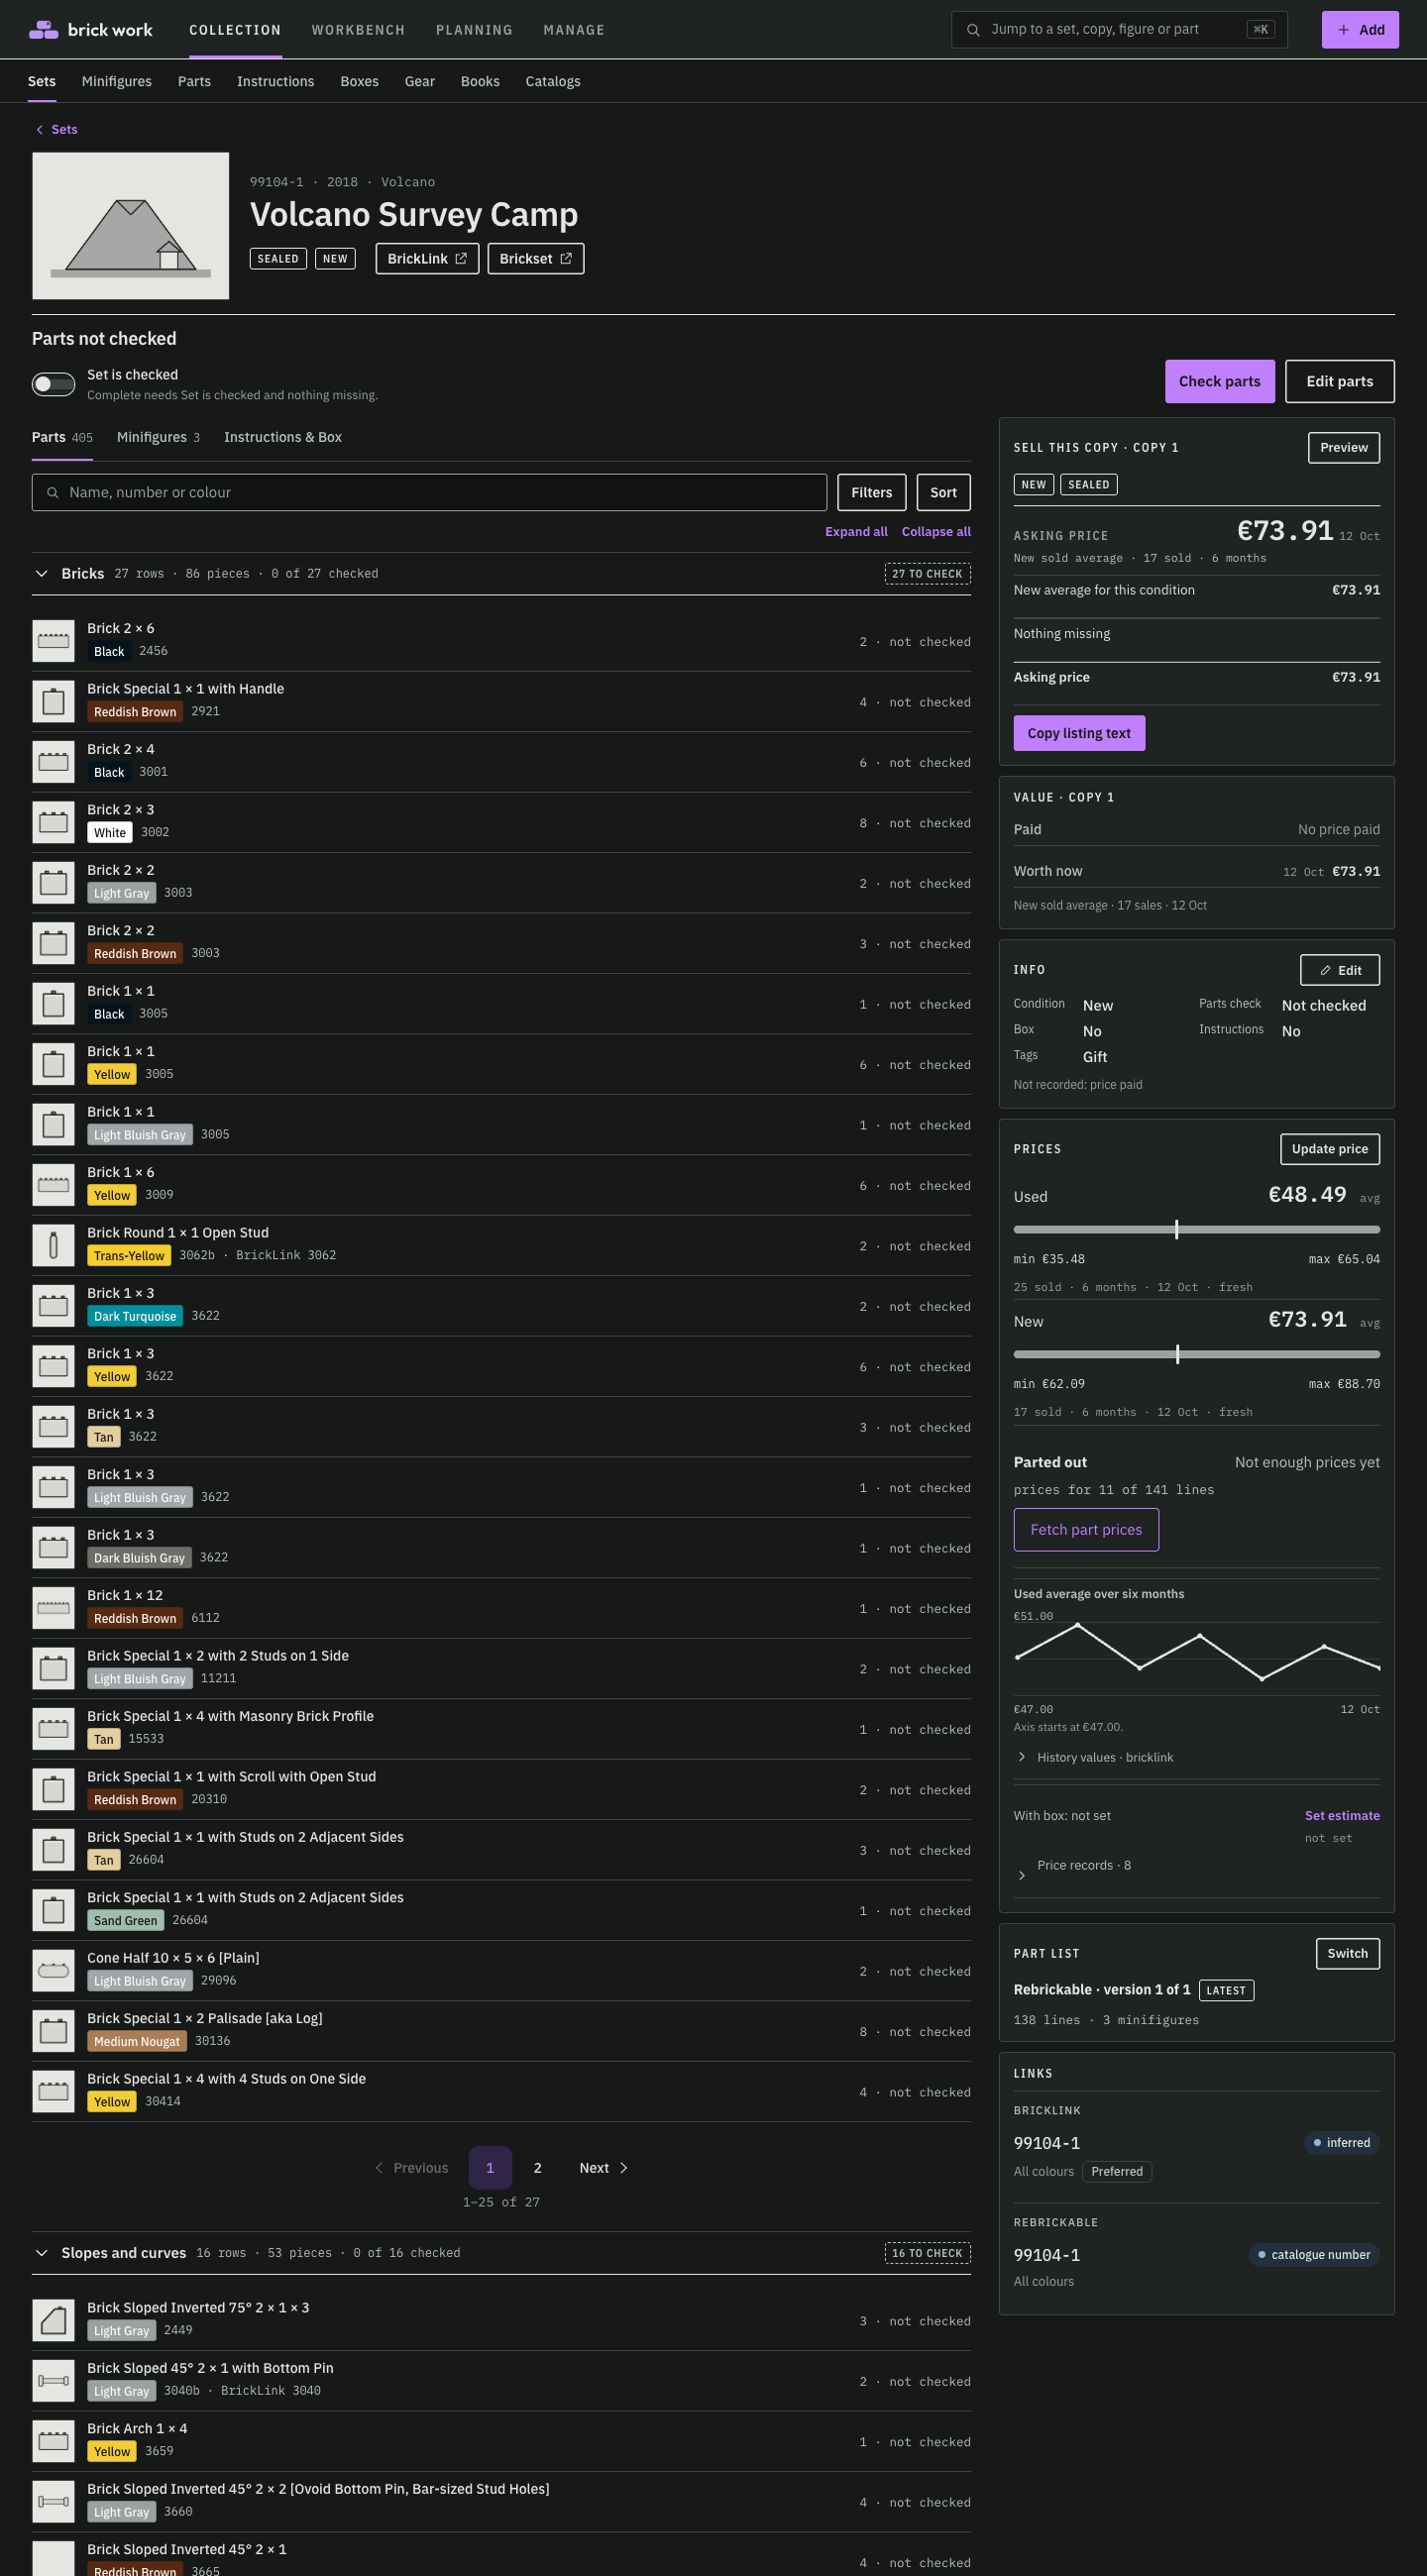 brick work
COLLECTION WORKBENCH PLANNING MANAGE
Jump to a set, copy, figure or part ⌘K
+ Add
Sets Minifigures Parts Instructions Boxes Gear Books Catalogs
Sets
99104-1 · 2018 · Volcano
Volcano Survey Camp
SEALED NEW BrickLink Brickset
Parts not checked
Set is checked
Complete needs Set is checked and nothing missing.
Check parts Edit parts
Parts 405 Minifigures 3 Instructions & Box
Name, number or colour Filters Sort
Expand all Collapse all
Bricks 27 rows · 86 pieces · 0 of 27 checked 27 TO CHECK
Brick 2 × 6
Black 2456
2 · not checked
Brick Special 1 × 1 with Handle
Reddish Brown 2921
4 · not checked
Brick 2 × 4
Black 3001
6 · not checked
Brick 2 × 3
White 3002
8 · not checked
Brick 2 × 2
Light Gray 3003
2 · not checked
Brick 2 × 2
Reddish Brown 3003
3 · not checked
Brick 1 × 1
Black 3005
1 · not checked
Brick 1 × 1
Yellow 3005
6 · not checked
Brick 1 × 1
Light Bluish Gray 3005
1 · not checked
Brick 1 × 6
Yellow 3009
6 · not checked
Brick Round 1 × 1 Open Stud
Trans-Yellow 3062b · BrickLink 3062
2 · not checked
Brick 1 × 3
Dark Turquoise 3622
2 · not checked
Brick 1 × 3
Yellow 3622
6 · not checked
Brick 1 × 3
Tan 3622
3 · not checked
Brick 1 × 3
Light Bluish Gray 3622
1 · not checked
Brick 1 × 3
Dark Bluish Gray 3622
1 · not checked
Brick 1 × 12
Reddish Brown 6112
1 · not checked
Brick Special 1 × 2 with 2 Studs on 1 Side
Light Bluish Gray 11211
2 · not checked
Brick Special 1 × 4 with Masonry Brick Profile
Tan 15533
1 · not checked
Brick Special 1 × 1 with Scroll with Open Stud
Reddish Brown 20310
2 · not checked
Brick Special 1 × 1 with Studs on 2 Adjacent Sides
Tan 26604
3 · not checked
Brick Special 1 × 1 with Studs on 2 Adjacent Sides
Sand Green 26604
1 · not checked
Cone Half 10 × 5 × 6 [Plain]
Light Bluish Gray 29096
2 · not checked
Brick Special 1 × 2 Palisade [aka Log]
Medium Nougat 30136
8 · not checked
Brick Special 1 × 4 with 4 Studs on One Side
Yellow 30414
4 · not checked
Previous 1 2 Next
1–25 of 27
Slopes and curves 16 rows · 53 pieces · 0 of 16 checked 16 TO CHECK
Brick Sloped Inverted 75° 2 × 1 × 3
Light Gray 2449
3 · not checked
Brick Sloped 45° 2 × 1 with Bottom Pin
Light Gray 3040b · BrickLink 3040
2 · not checked
Brick Arch 1 × 4
Yellow 3659
1 · not checked
Brick Sloped Inverted 45° 2 × 2 [Ovoid Bottom Pin, Bar-sized Stud Holes]
Light Gray 3660
4 · not checked
Brick Sloped Inverted 45° 2 × 1
Reddish Brown 3665
4 · not checked
SELL THIS COPY · COPY 1 Preview
NEW SEALED
ASKING PRICE €73.91 12 Oct
New sold average · 17 sold · 6 months
New average for this condition €73.91
Nothing missing
Asking price €73.91
Copy listing text
VALUE · COPY 1
Paid No price paid
Worth now 12 Oct €73.91
New sold average · 17 sales · 12 Oct
INFO Edit
Condition New Parts check Not checked
Box No Instructions No
Tags Gift
Not recorded: price paid
PRICES Update price
Used €48.49 avg
min €35.48 max €65.04
25 sold · 6 months · 12 Oct · fresh
New €73.91 avg
min €62.09 max €88.70
17 sold · 6 months · 12 Oct · fresh
Parted out Not enough prices yet
prices for 11 of 141 lines
Fetch part prices
Used average over six months
€51.00
€47.00 12 Oct
Axis starts at €47.00.
History values · bricklink
With box: not set Set estimate
not set
Price records · 8
PART LIST Switch
Rebrickable · version 1 of 1 LATEST
138 lines · 3 minifigures
LINKS
BRICKLINK
99104-1 inferred
All colours Preferred
REBRICKABLE
99104-1 catalogue number
All colours